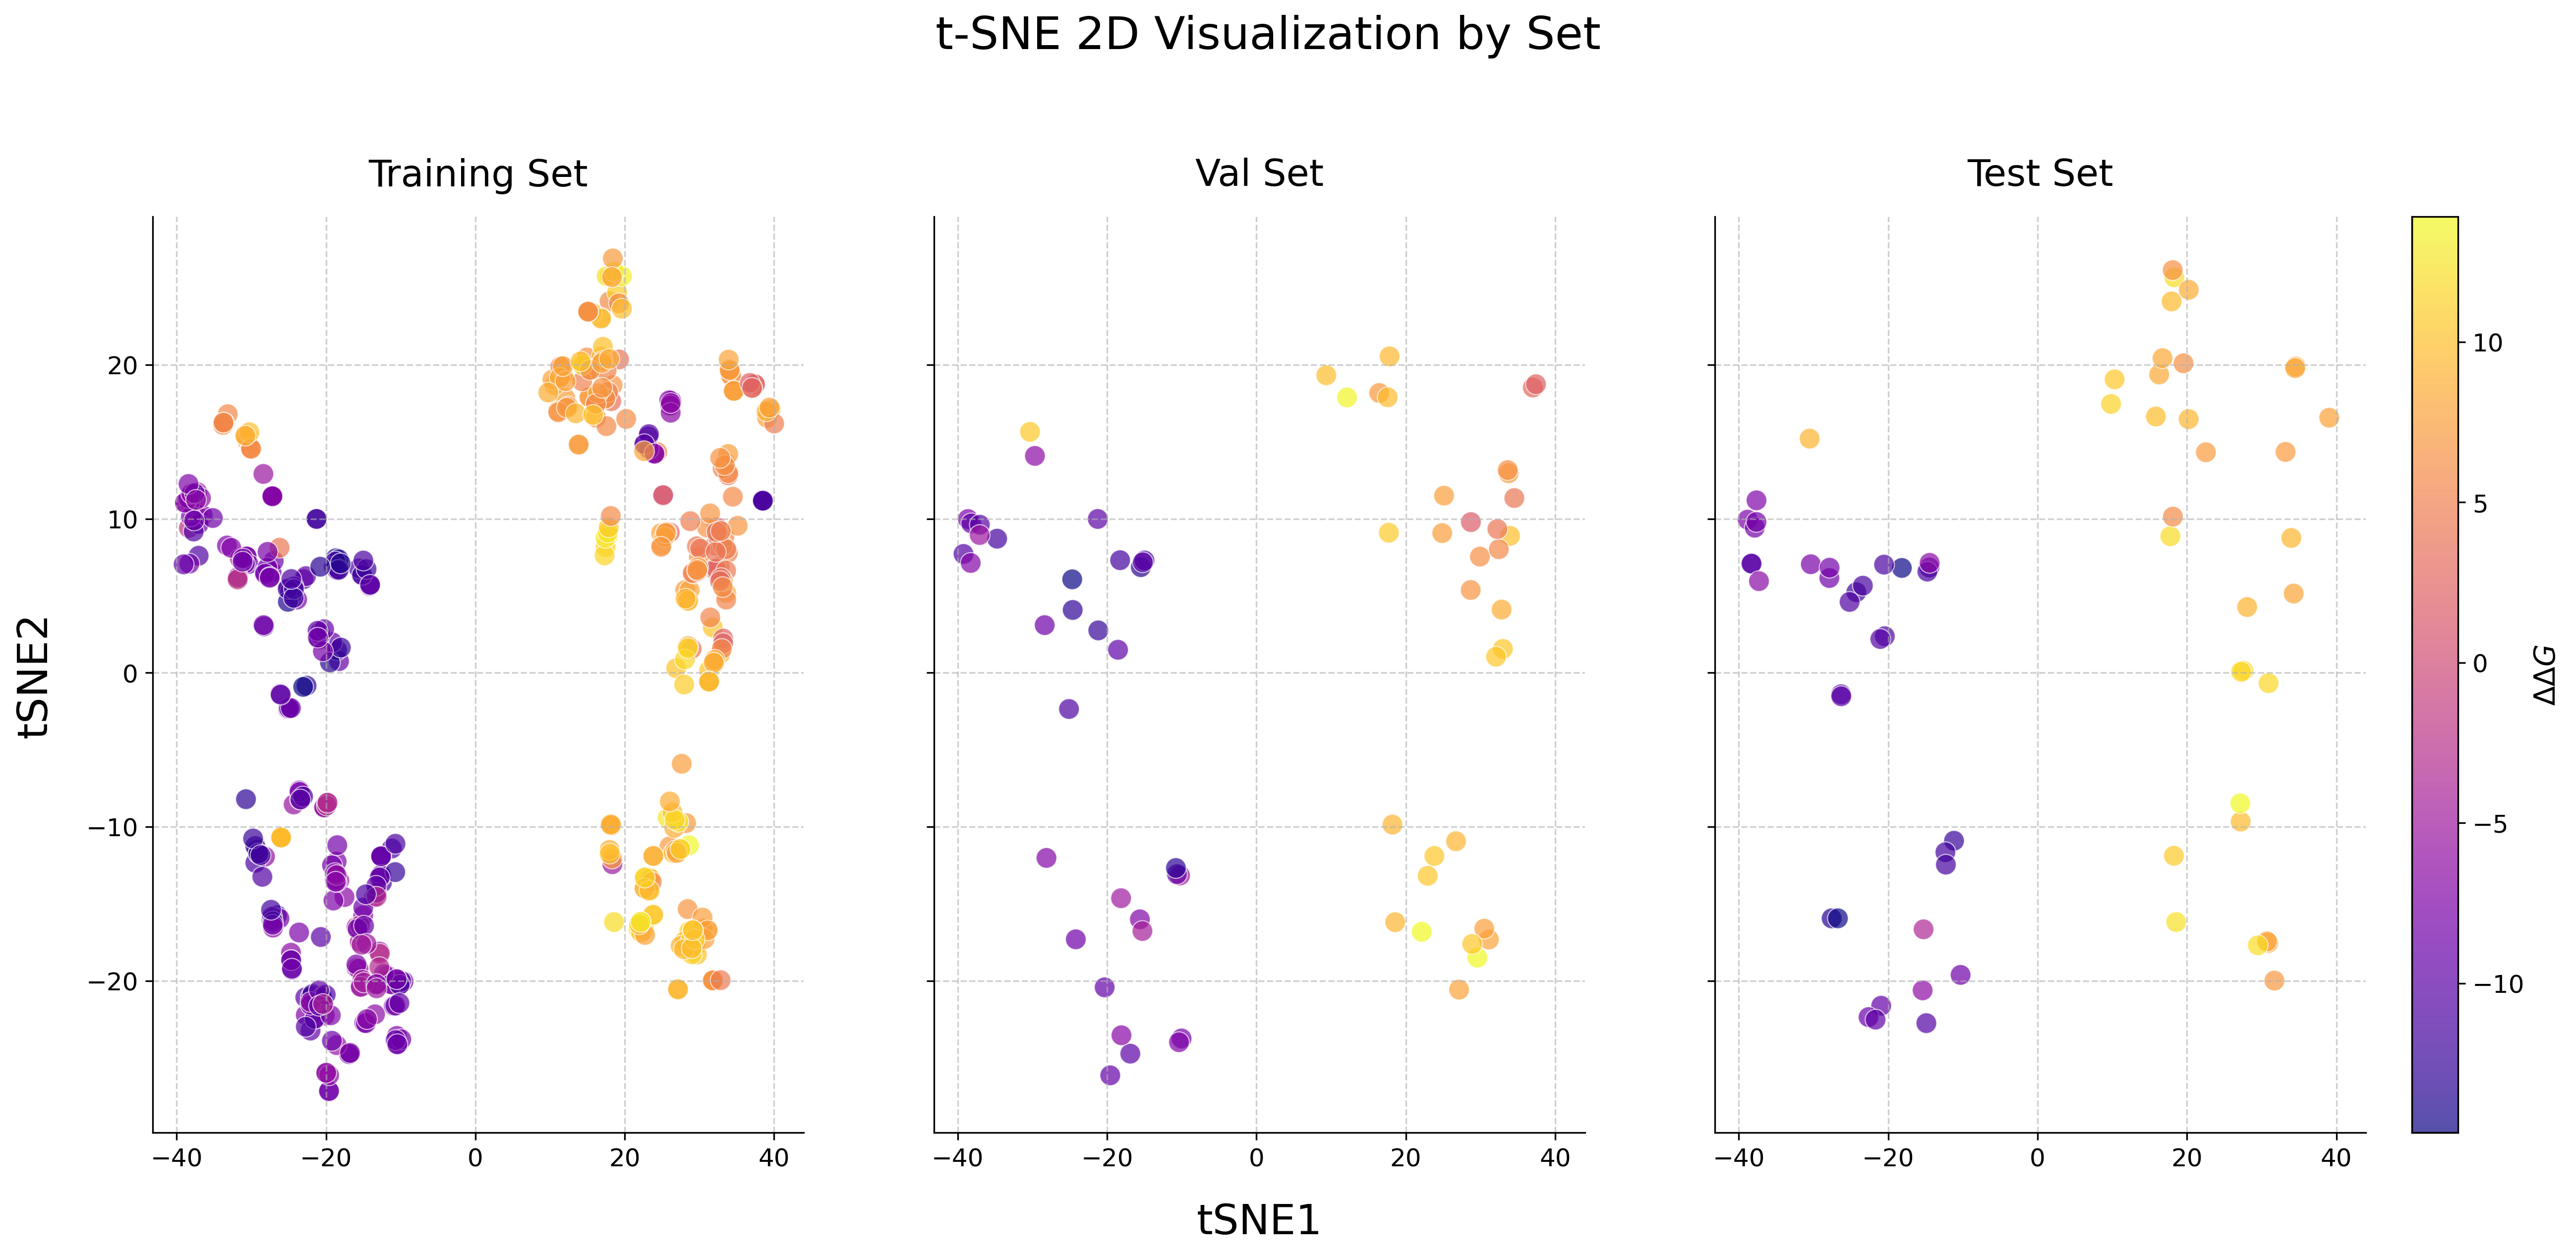 t-SNE 2D Visualization by Set
Training Set
Val Set
Test Set
20
10
0
−10
−20
tSNE2
−40 −20 0 20 40
−40 −20 0 20 40
−40 −20 0 20 40
tSNE1
10
5
0
−5
−10
ΔΔG